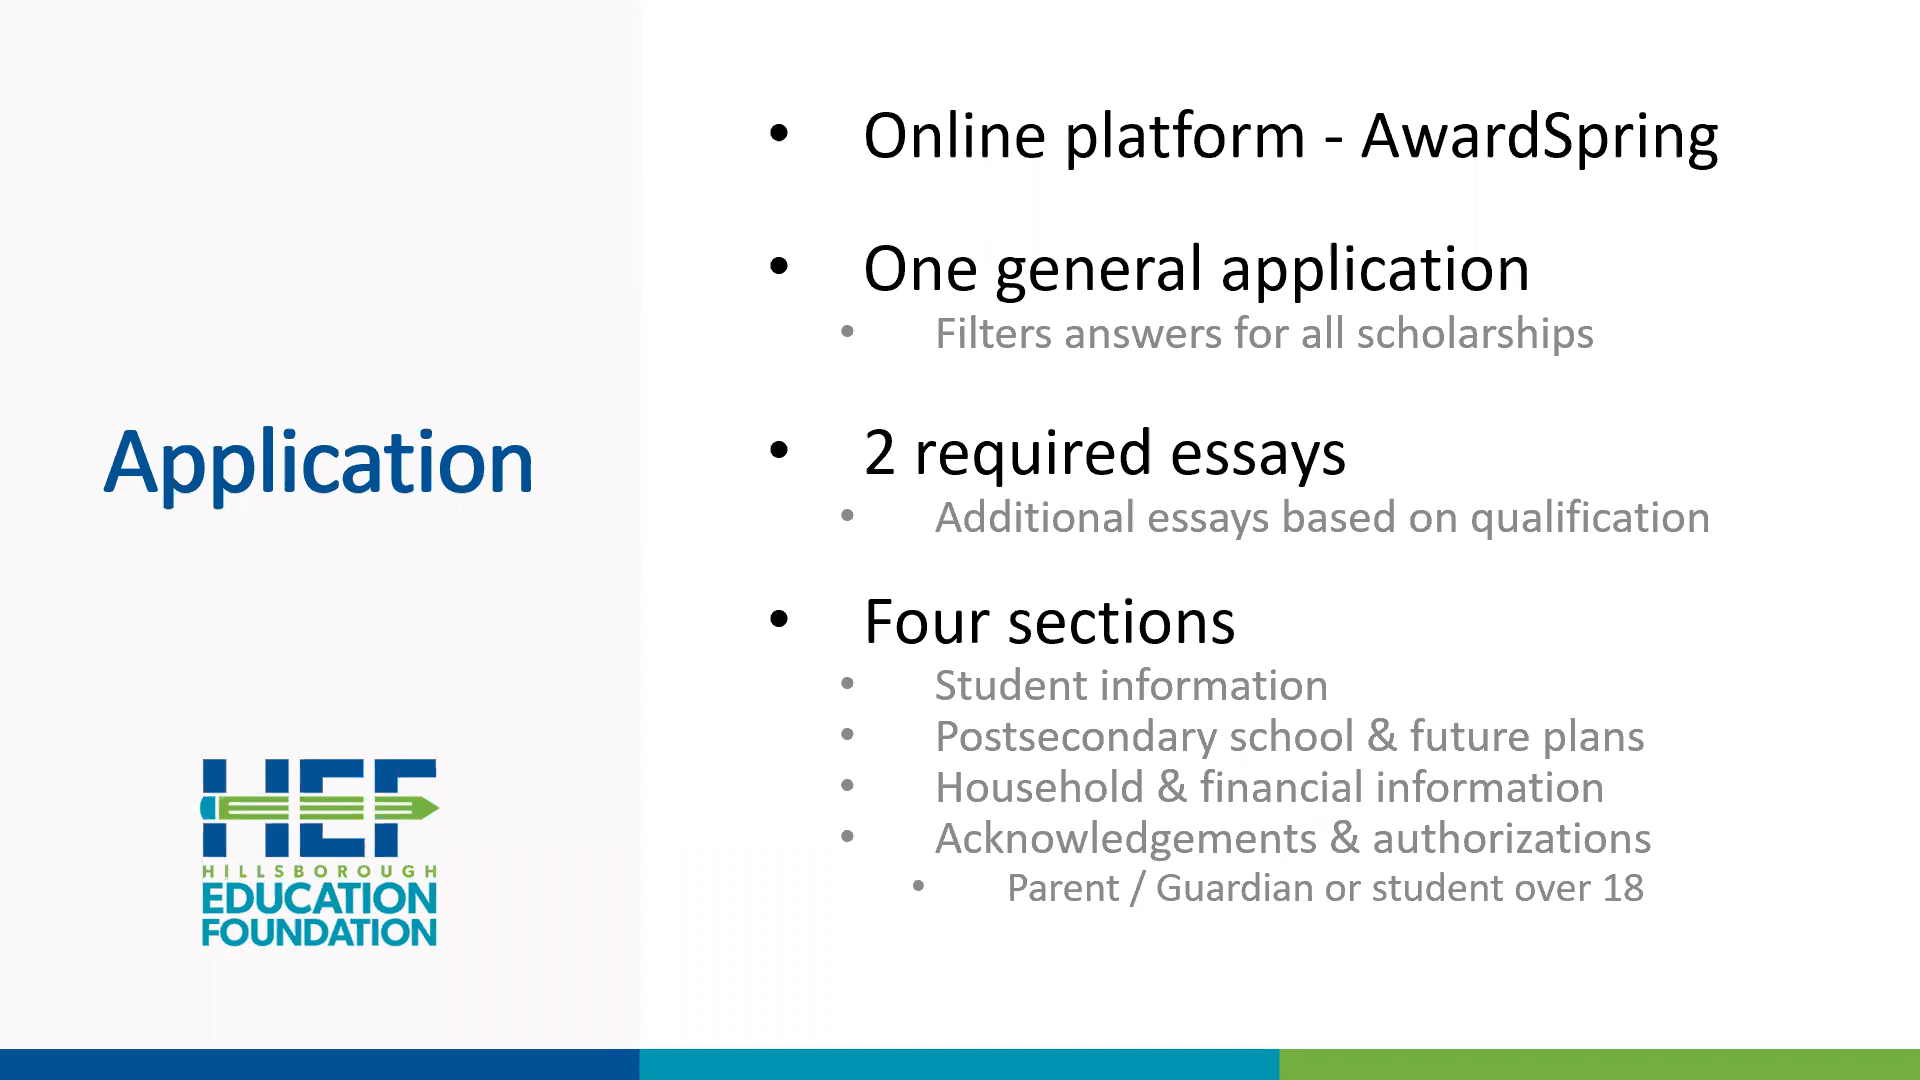 Application
HEF
HILLSBOROUGH
EDUCATION
FOUNDATION
• Online platform - AwardSpring
• One general application
• Filters answers for all scholarships
• 2 required essays
• Additional essays based on qualification
• Four sections
• Student information
• Postsecondary school & future plans
• Household & financial information
• Acknowledgements & authorizations
• Parent / Guardian or student over 18